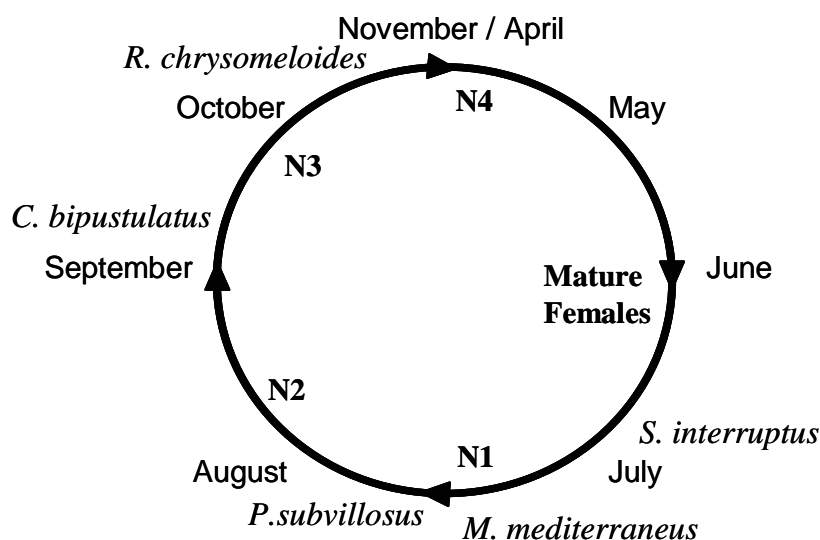 November / April
R. chrysomeloides
October
N4
May
N3
C. bipustulatus
September
Mature
Females
June
N2
S. interruptus
August
N1
July
P.subvillosus
M. mediterraneus